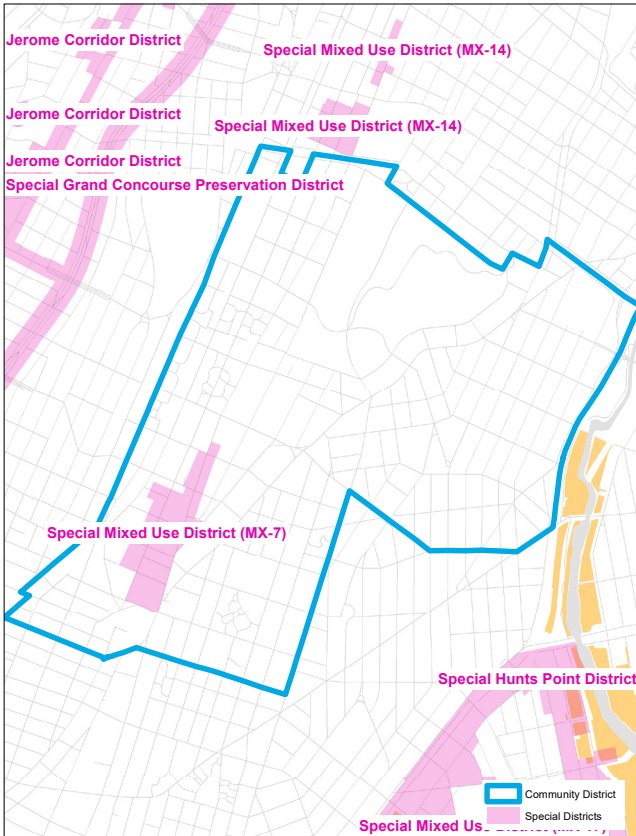 Jerome Corridor District
Special Mixed Use District (MX-14)
Jerome Corridor District
Special Mixed Use District (MX-14)
Jerome Corridor District
Special Grand Concourse Preservation District
Special Mixed Use District (MX-7)
Special Hunts Point District
Community District
Special Districts
Special Mixed Use District